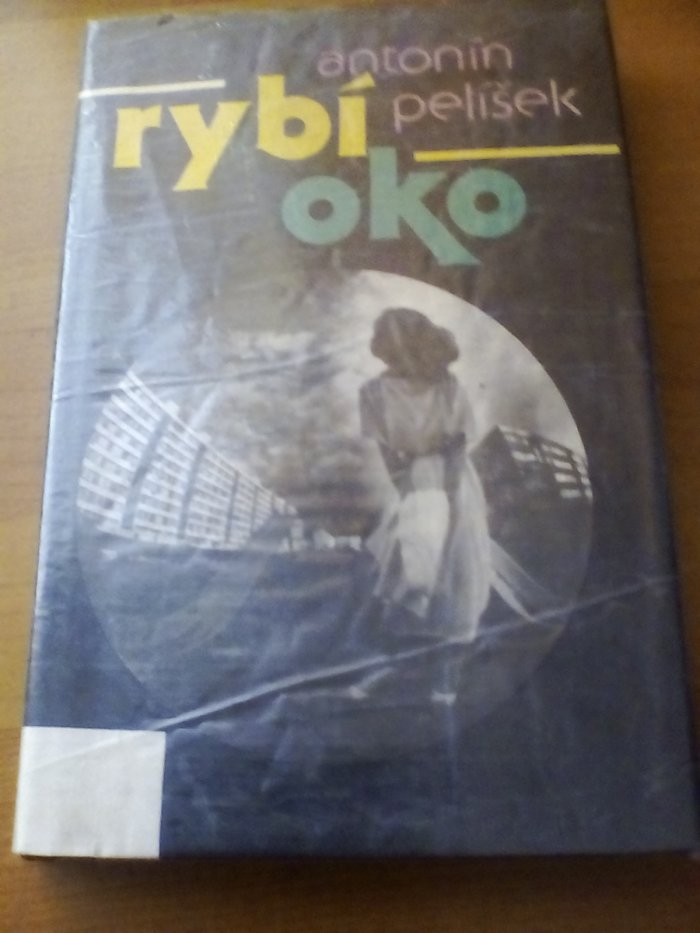 antonín
pelíšek
rybí
oko